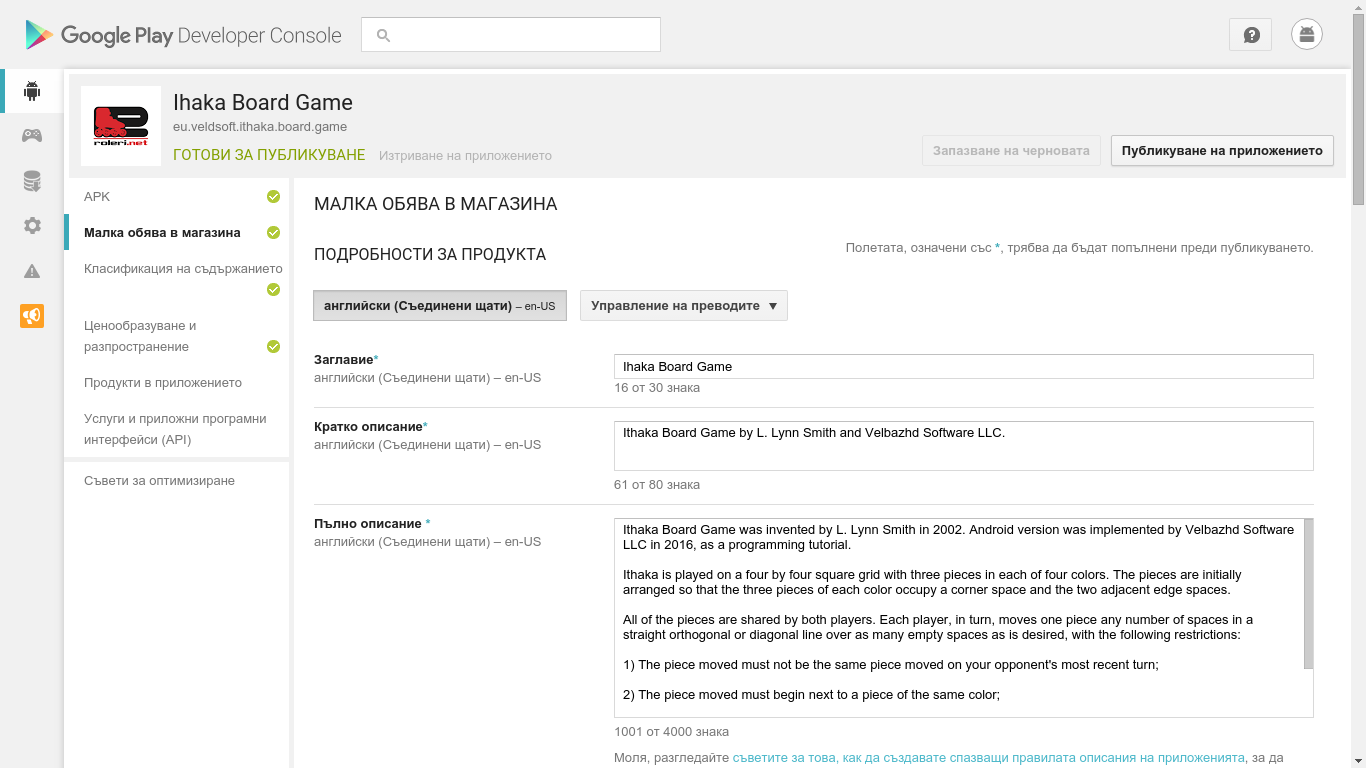 Google Play Developer Console
roleri.net
Ihaka Board Game
eu.veldsoft.ithaka.board.game
ГОТОВИ ЗА ПУБЛИКУВАНЕ Изтриване на приложението
Запазване на черновата
Публикуване на приложението
APK
Малка обява в магазина
Класификация на съдържанието
Ценообразуване и
разпространение
Продукти в приложението
Услуги и приложни програмни
интерфейси (API)
Съвети за оптимизиране
МАЛКА ОБЯВА В МАГАЗИНА
ПОДРОБНОСТИ ЗА ПРОДУКТА
Полетата, означени със *, трябва да бъдат попълнени преди публикуването.
английски (Съединени щати) – en-US
Управление на преводите ▼
Заглавие*
английски (Съединени щати) – en-US
Ihaka Board Game
16 от 30 знака
Кратко описание*
английски (Съединени щати) – en-US
Ithaka Board Game by L. Lynn Smith and Velbazhd Software LLC.
61 от 80 знака
Пълно описание *
английски (Съединени щати) – en-US
Ithaka Board Game was invented by L. Lynn Smith in 2002. Android version was implemented by Velbazhd Software
LLC in 2016, as a programming tutorial.
Ithaka is played on a four by four square grid with three pieces in each of four colors. The pieces are initially
arranged so that the three pieces of each color occupy a corner space and the two adjacent edge spaces.
All of the pieces are shared by both players. Each player, in turn, moves one piece any number of spaces in a
straight orthogonal or diagonal line over as many empty spaces as is desired, with the following restrictions:
1) The piece moved must not be the same piece moved on your opponent's most recent turn;
2) The piece moved must begin next to a piece of the same color;
1001 от 4000 знака
Моля, разгледайте съветите за това, как да създавате спазващи правилата описания на приложенията, за да